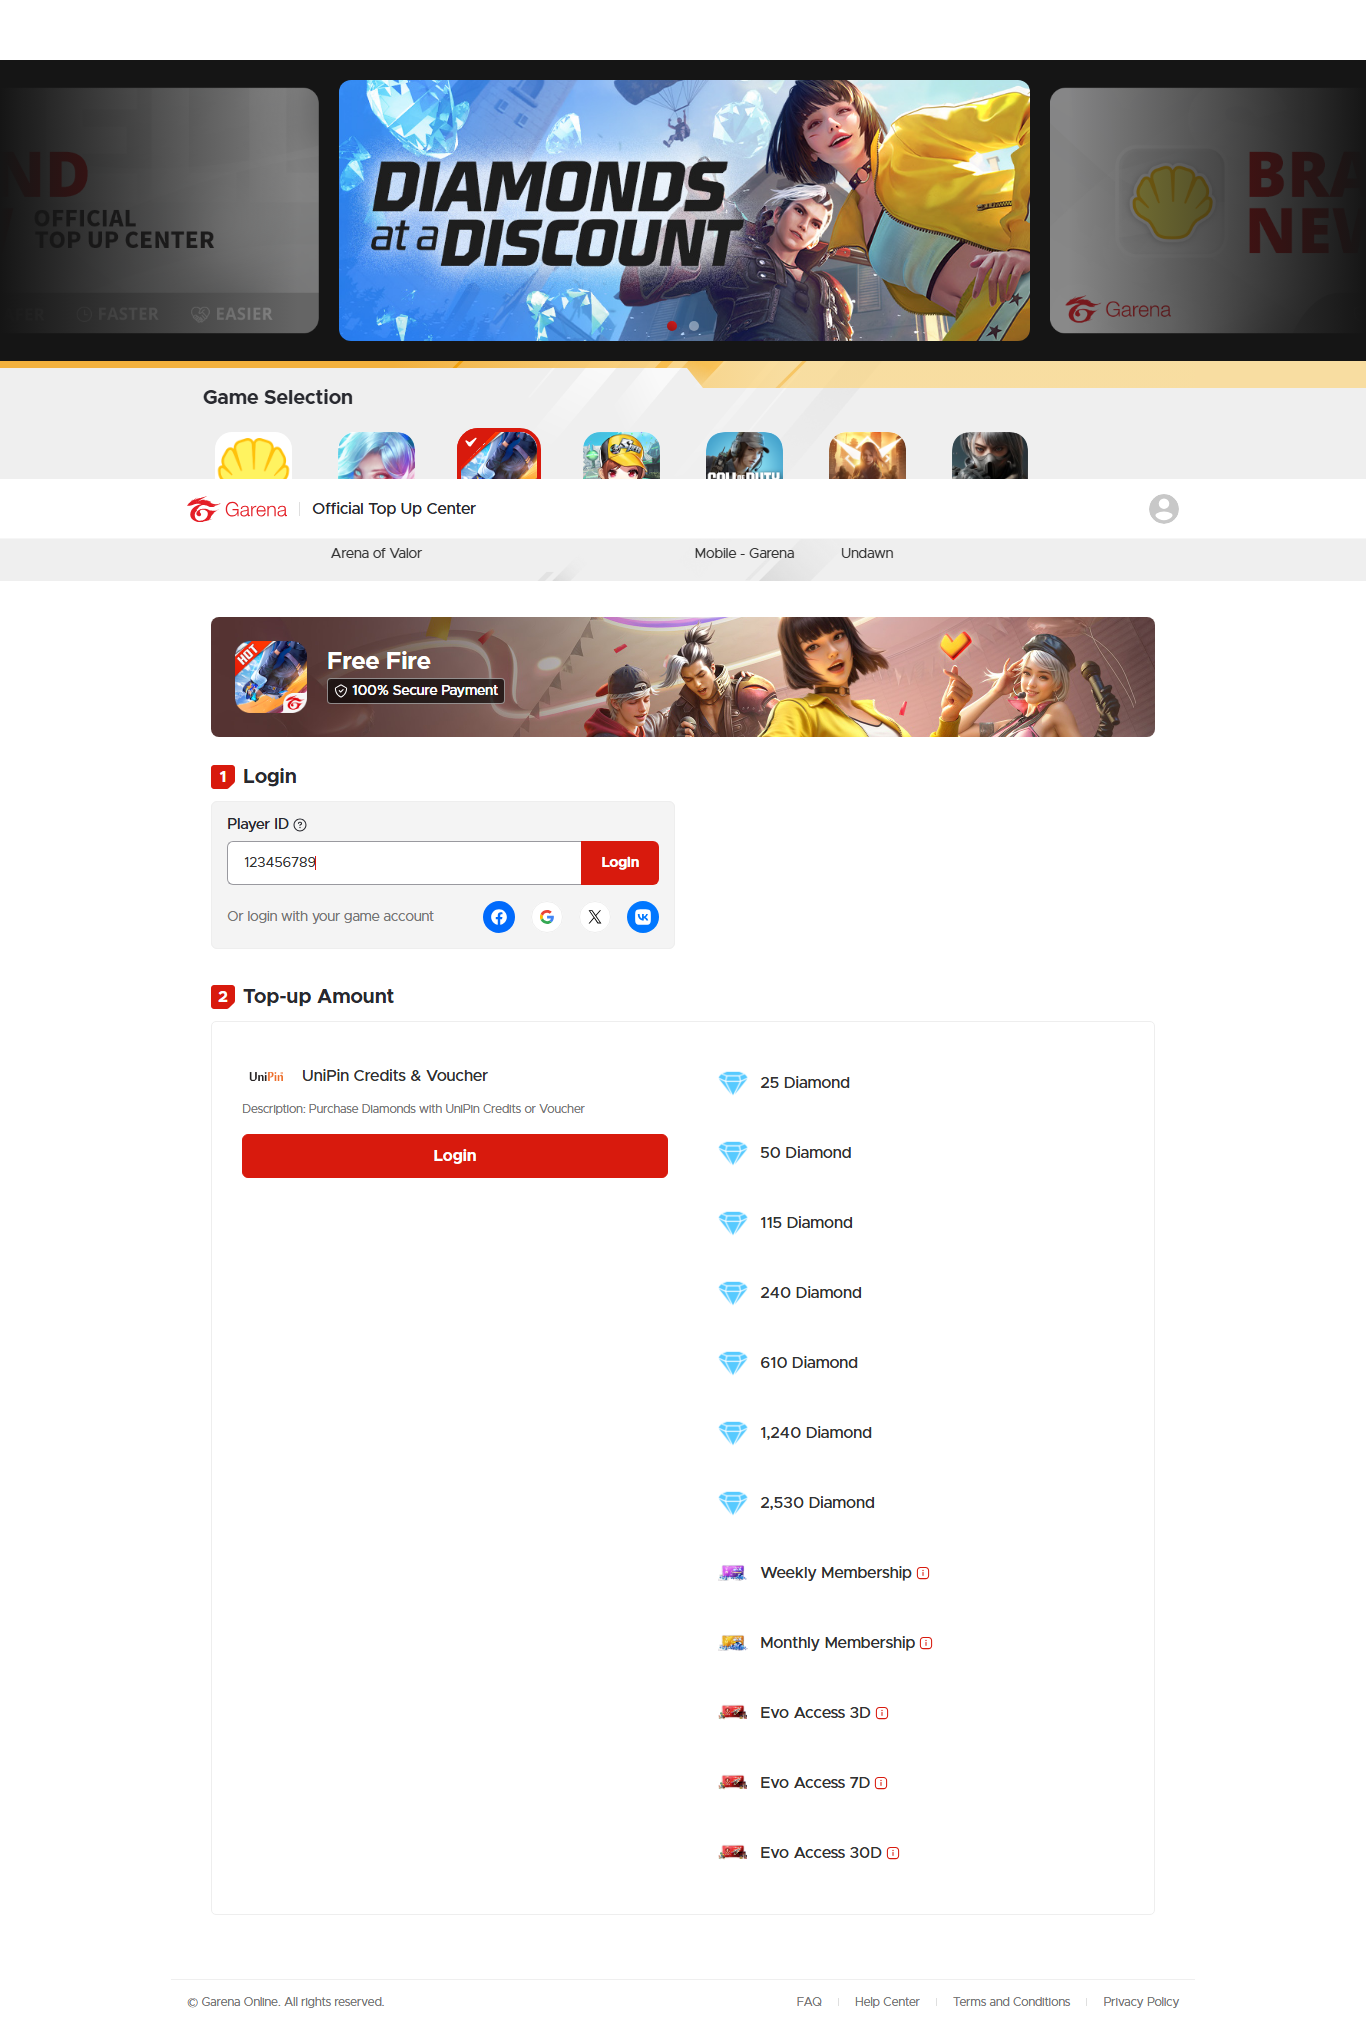 ND
OFFICIAL
TOP UP CENTER
FASTER
EASIER
DIAMONDS
at a DISCOUNT
BRA
NEW
Garena
Game Selection
CALL OF DUTY
Garena
Official Top Up Center
Arena of Valor
Mobile - Garena
Undawn
HOT
Free Fire
100% Secure Payment
1 Login
Player ID
123456789
Login
Or login with your game account
2 Top-up Amount
UniPin
UniPin Credits & Voucher
Description: Purchase Diamonds with UniPin Credits or Voucher
Login
25 Diamond
50 Diamond
115 Diamond
240 Diamond
610 Diamond
1,240 Diamond
2,530 Diamond
Weekly Membership
Monthly Membership
Evo Access 3D
Evo Access 7D
Evo Access 30D
© Garena Online. All rights reserved.
FAQ
Help Center
Terms and Conditions
Privacy Policy